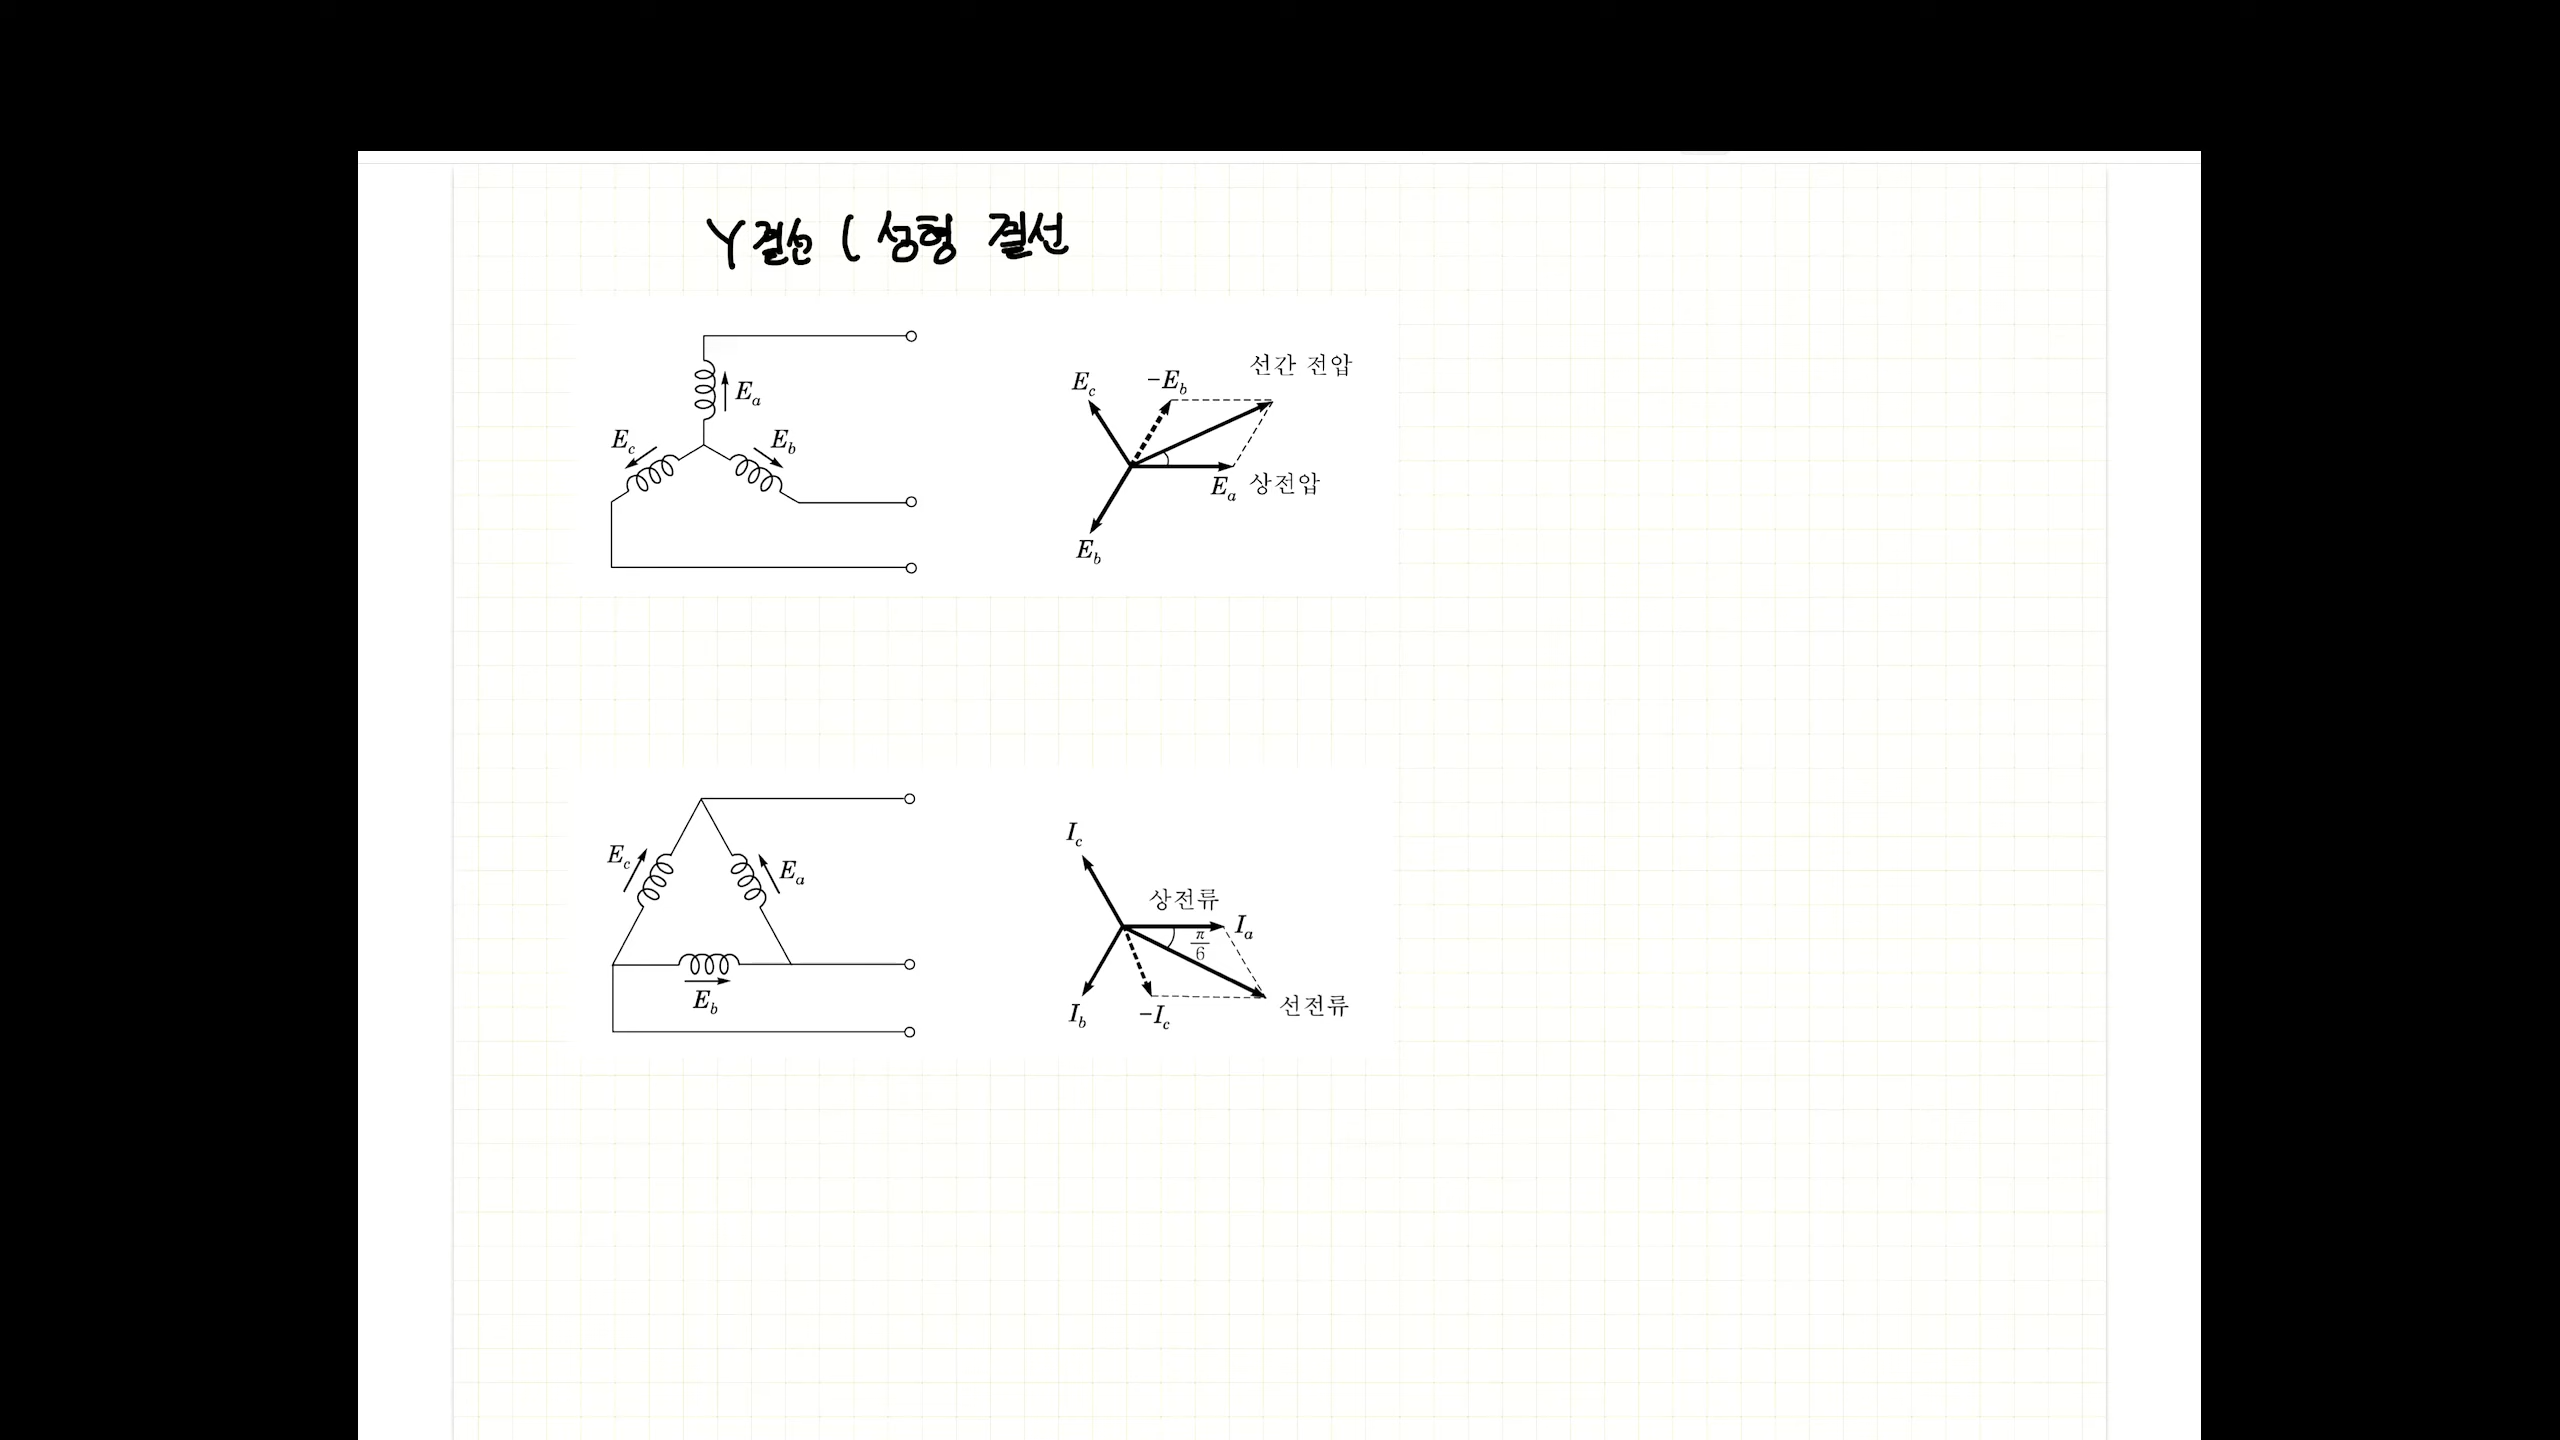 Y결선 ( 성형 결선
E_a
E_c
E_b
선간 전압
E_c
-E_b
E_a 상전압
E_b
E_c
E_a
E_b
I_c
상전류
I_a
π/6
I_b
-I_c
선전류